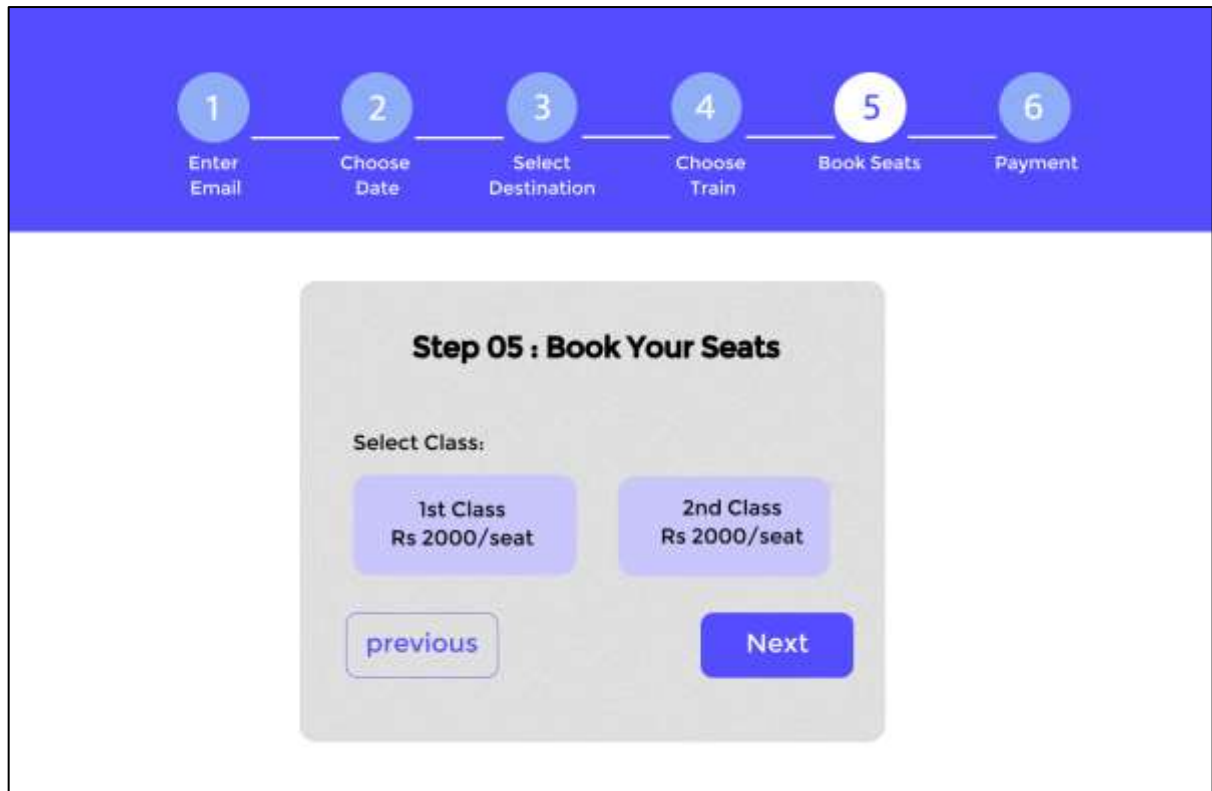 1 2 3 4 5 6
Enter Choose Select Choose Book Seats Payment
Email Date Destination Train
Step 05 : Book Your Seats
Select Class:
1st Class 2nd Class
Rs 2000/seat Rs 2000/seat
previous Next